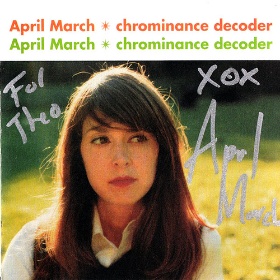 April March * chrominance decoder
April March * chrominance decoder
For
Theo
XOX
April
March